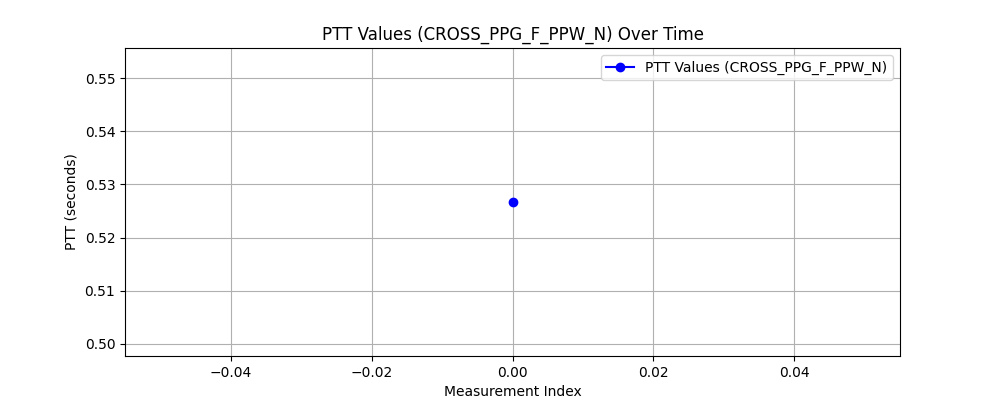 PTT Values (CROSS_PPG_F_PPW_N) Over Time
PTT Values (CROSS_PPG_F_PPW_N)
0.55
0.54
0.53
0.52
0.51
0.50
PTT (seconds)
−0.04 −0.02 0.00 0.02 0.04
Measurement Index